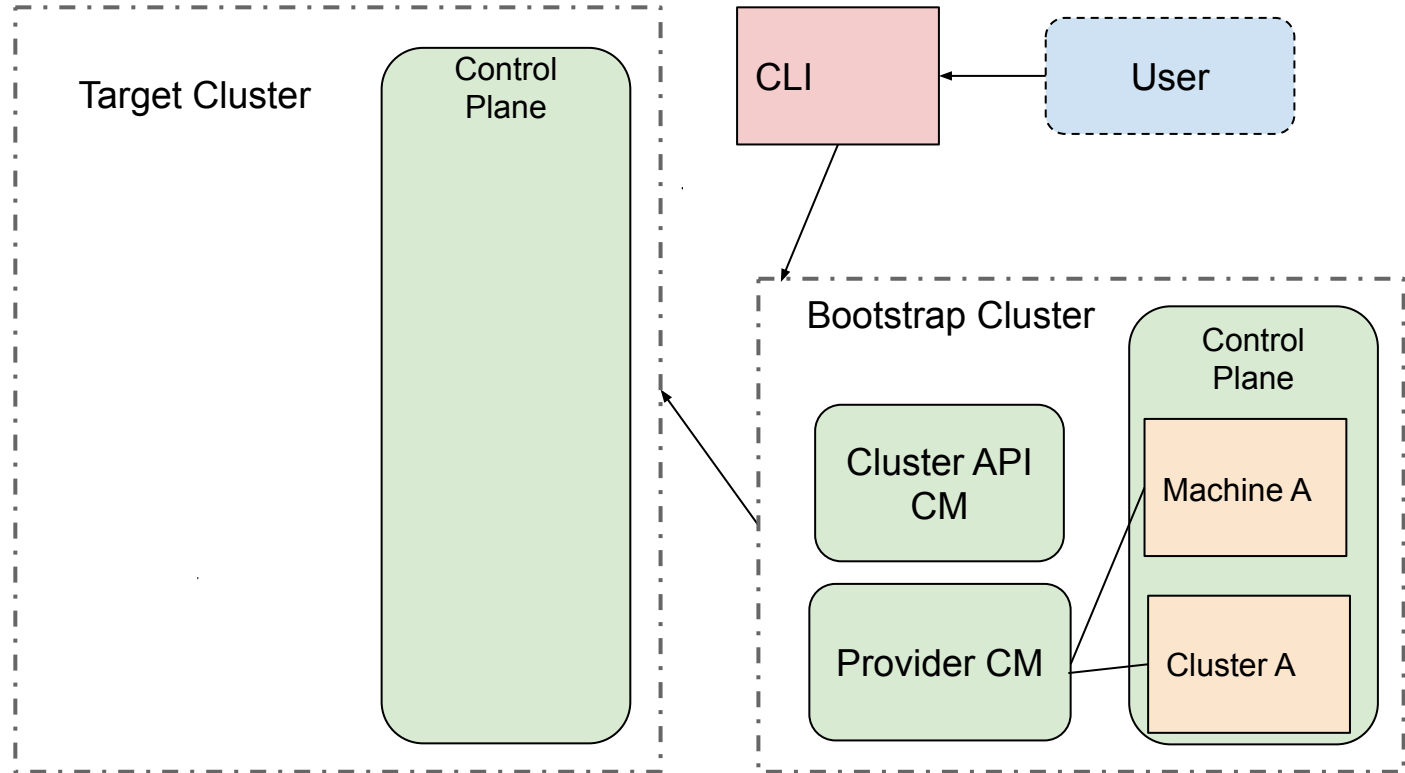 Target Cluster
Control
Plane
CLI
User
Bootstrap Cluster
Control
Plane
Cluster API
CM
Machine A
Provider CM
Cluster A